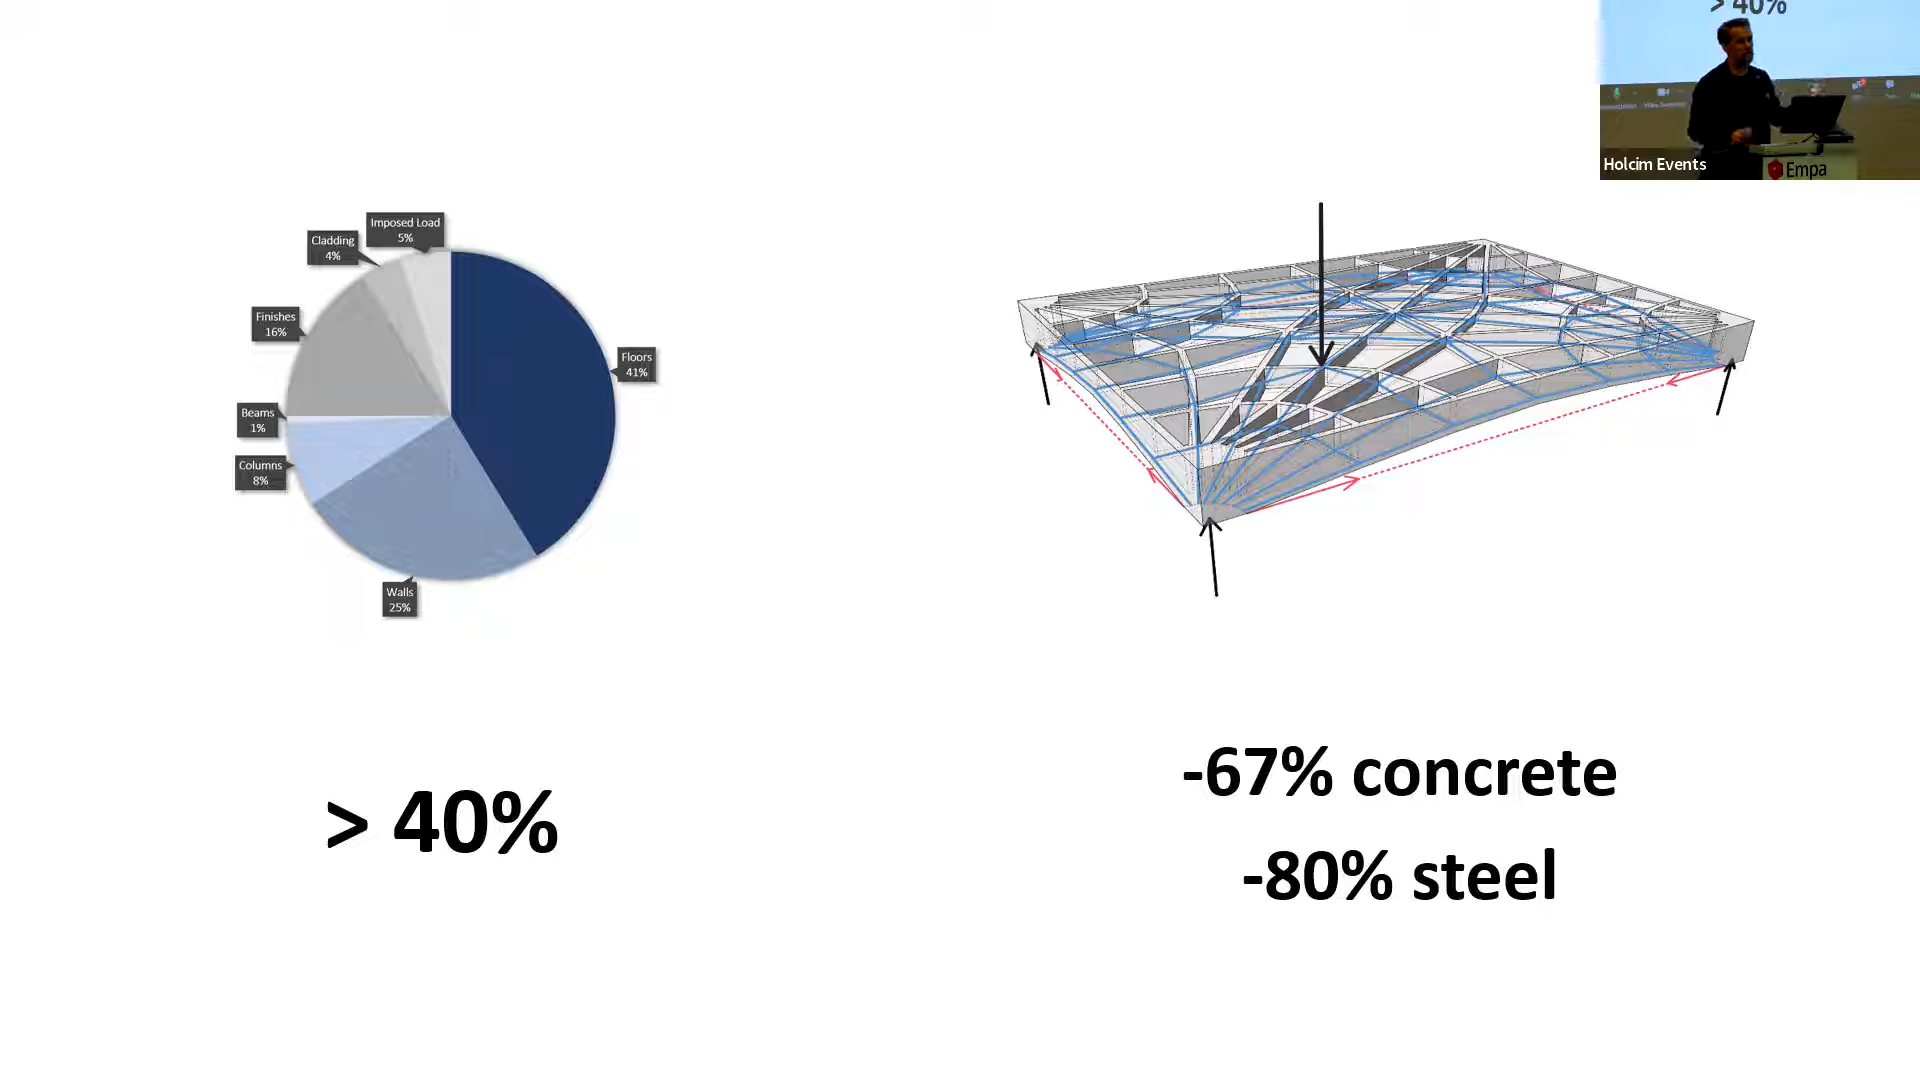 > 40%
Holcim Events
Empa
Imposed Load
5%
Cladding
4%
Finishes
16%
Floors
41%
Beams
1%
Columns
8%
Walls
25%
> 40%
-67% concrete
-80% steel